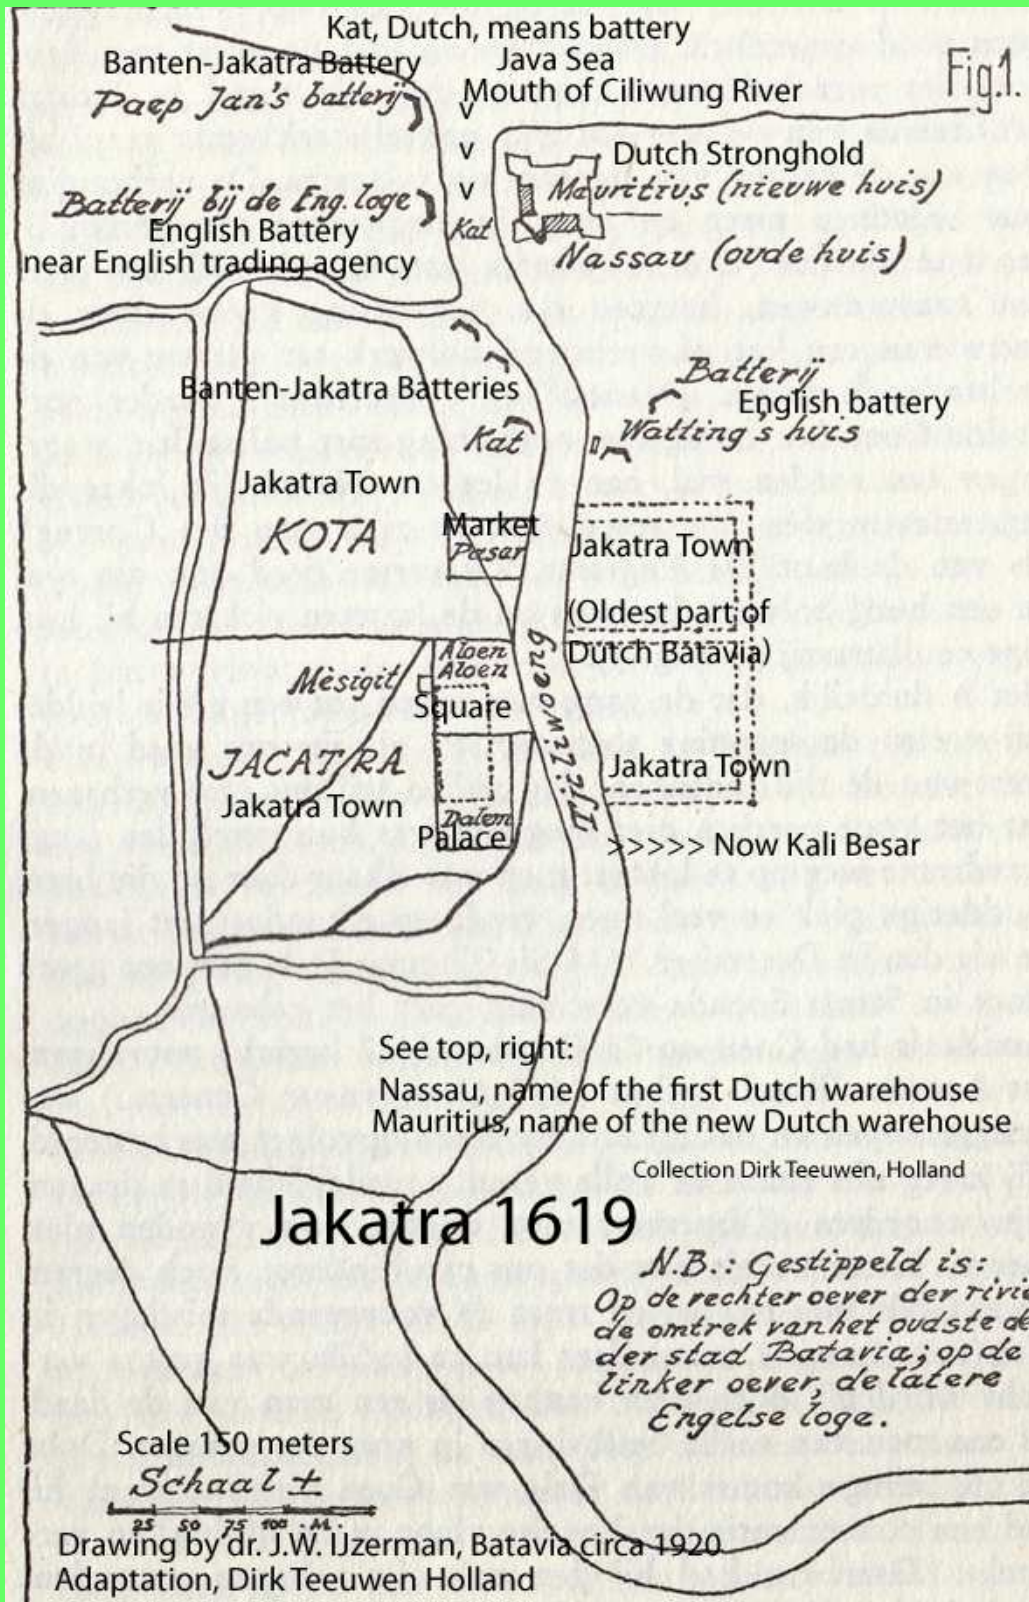 Kat, Dutch, means battery
Banten-Jakatra Battery
Java Sea
Paep Jan's batterij
Mouth of Ciliwung River
Fig.1.
v
v
v
Dutch Stronghold
Mauritius (nieuwe huis)
Batterij bij de Eng. loge
Kat
English Battery
near English trading agency
Nassau (oude huis)
Banten-Jakatra Batteries
Batterij
English battery
Watting's huis
Kat
Jakatra Town
KOTA
Market
Pasar
Jakatra Town
(Oldest part of
Dutch Batavia)
Aloen
Aloen
Mèsigit
Square
Tji-Liwoeng
JACATRA
Jakatra Town
Jakatra Town
Dalem
Palace
>>>>> Now Kali Besar
See top, right:
Nassau, name of the first Dutch warehouse
Mauritius, name of the new Dutch warehouse
Collection Dirk Teeuwen, Holland
Jakatra 1619
N.B.: Gestippeld is:
Op de rechter oever der rivie
de omtrek van het oudste de
der stad Batavia; op de
linker oever, de latere
Engelse loge.
Scale 150 meters
Schaal ±
25 50 75 100 .M.
Drawing by dr. J.W. IJzerman, Batavia circa 1920
Adaptation, Dirk Teeuwen Holland